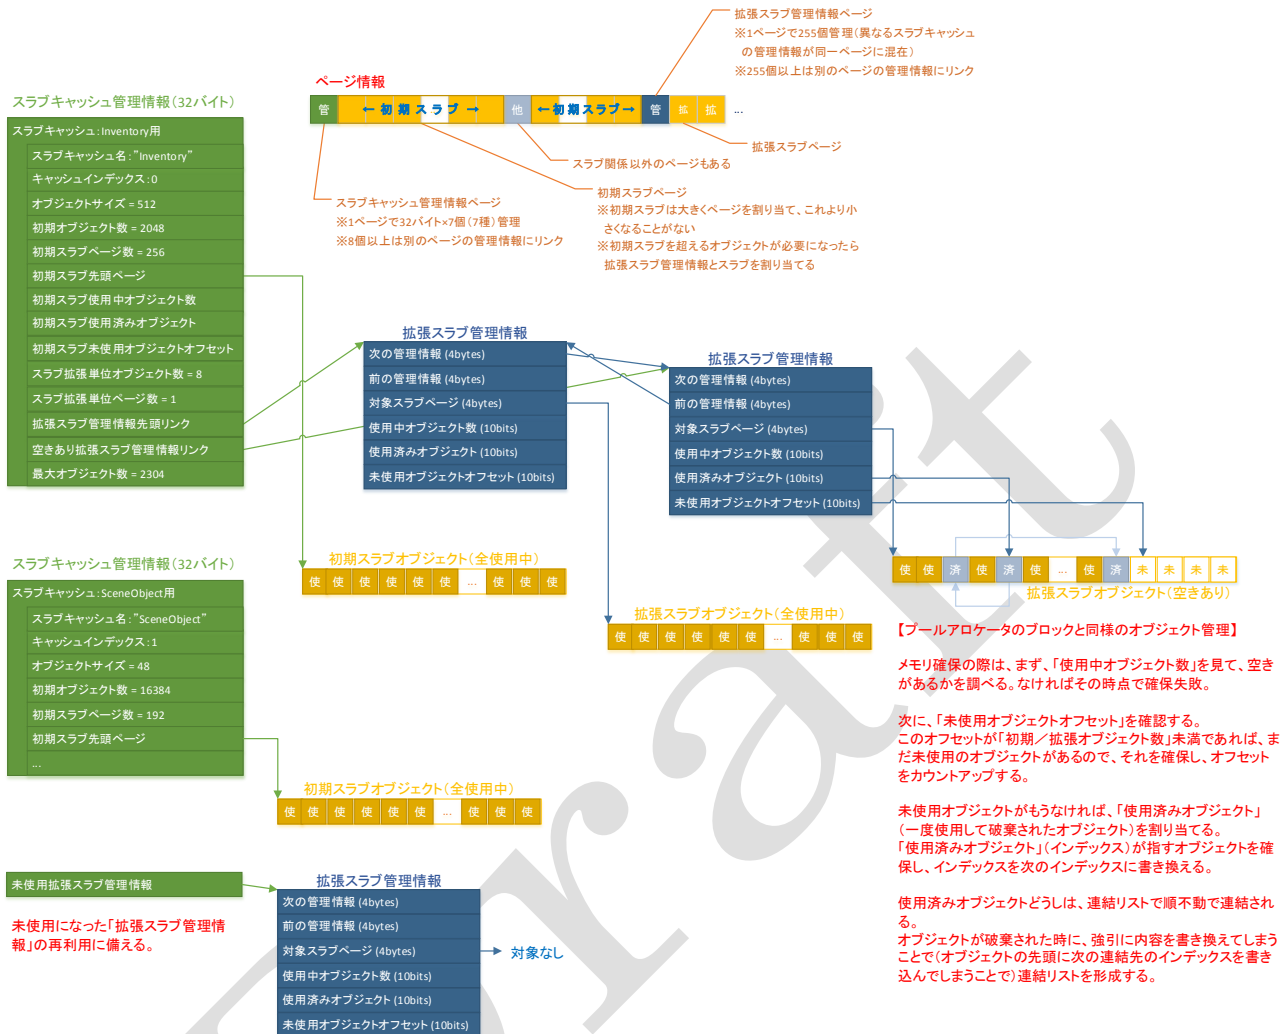 拡張スラブ管理情報ページ
※1ページで255個管理(異なるスラブキャッシュ
の管理情報が同一ページに混在)
※255個以上は別のページの管理情報にリンク
ページ情報
管
←初期スラブ→
他
←初期スラブ→
管
拡
拡
...
拡張スラブページ
スラブ関係以外のページもある
スラブキャッシュ管理情報ページ
※1ページで32バイト×7個(7種)管理
※8個以上は別のページの管理情報にリンク
初期スラブページ
※初期スラブは大きくページを割り当て、これより小
さくなることがない
※初期スラブを超えるオブジェクトが必要になったら
拡張スラブ管理情報とスラブを割り当てる
スラブキャッシュ管理情報(32バイト)
スラブキャッシュ:Inventory用
スラブキャッシュ名:"Inventory"
キャッシュインデックス:0
オブジェクトサイズ = 512
初期オブジェクト数 = 2048
初期スラブページ数 = 256
初期スラブ先頭ページ
初期スラブ使用中オブジェクト数
初期スラブ使用済みオブジェクト
初期スラブ未使用オブジェクトオフセット
スラブ拡張単位オブジェクト数 = 8
スラブ拡張単位ページ数 = 1
拡張スラブ管理情報先頭リンク
空きあり拡張スラブ管理情報リンク
最大オブジェクト数 = 2304
拡張スラブ管理情報
次の管理情報 (4bytes)
前の管理情報 (4bytes)
対象スラブページ (4bytes)
使用中オブジェクト数 (10bits)
使用済みオブジェクト (10bits)
未使用オブジェクトオフセット (10bits)
拡張スラブ管理情報
次の管理情報 (4bytes)
前の管理情報 (4bytes)
対象スラブページ (4bytes)
使用中オブジェクト数 (10bits)
使用済みオブジェクト (10bits)
未使用オブジェクトオフセット (10bits)
初期スラブオブジェクト(全使用中)
使 使 使 使 使 使 ... 使 使 使
拡張スラブオブジェクト(全使用中)
使 使 使 使 使 使 ... 使 使 使
使 使 済 使 済 使 ... 使 済 未 未 未 未
拡張スラブオブジェクト(空きあり)
スラブキャッシュ管理情報(32バイト)
スラブキャッシュ:SceneObject用
スラブキャッシュ名:"SceneObject"
キャッシュインデックス:1
オブジェクトサイズ = 48
初期オブジェクト数 = 16384
初期スラブページ数 = 192
初期スラブ先頭ページ
...
初期スラブオブジェクト(全使用中)
使 使 使 使 使 使 ... 使 使 使
未使用拡張スラブ管理情報
未使用になった「拡張スラブ管理情
報」の再利用に備える。
拡張スラブ管理情報
次の管理情報 (4bytes)
前の管理情報 (4bytes)
対象スラブページ (4bytes)
使用中オブジェクト数 (10bits)
使用済みオブジェクト (10bits)
未使用オブジェクトオフセット (10bits)
対象なし
【プールアロケータのブロックと同様のオブジェクト管理】
メモリ確保の際は、まず、「使用中オブジェクト数」を見て、空き
があるかを調べる。なければその時点で確保失敗。
次に、「未使用オブジェクトオフセット」を確認する。
このオフセットが「初期/拡張オブジェクト数」未満であれば、ま
だ未使用のオブジェクトがあるので、それを確保し、オフセット
をカウントアップする。
未使用オブジェクトがもうなければ、「使用済みオブジェクト」
(一度使用して破棄されたオブジェクト)を割り当てる。
「使用済みオブジェクト」(インデックス)が指すオブジェクトを確
保し、インデックスを次のインデックスに書き換える。
使用済みオブジェクトどうしは、連結リストで順不動で連結され
る。
オブジェクトが破棄された時に、強引に内容を書き換えてしまう
ことで(オブジェクトの先頭に次の連結先のインデックスを書き
込んでしまうことで)連結リストを形成する。
Draft